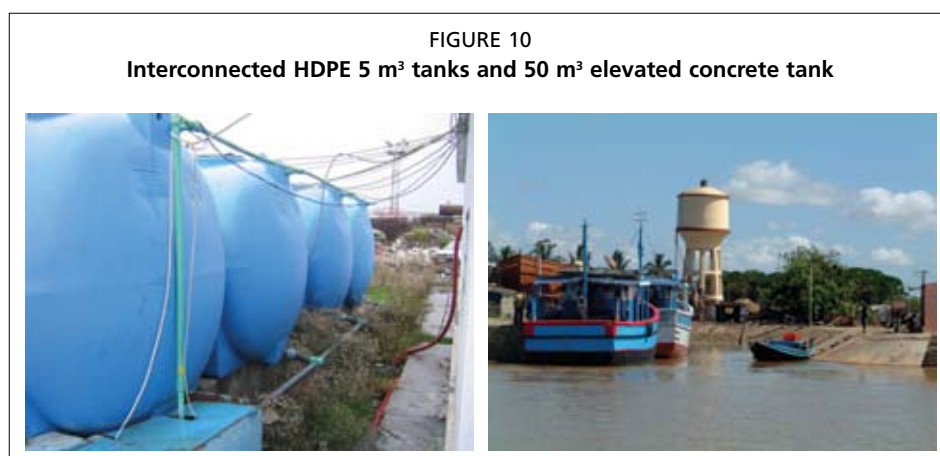 FIGURE 10
Interconnected HDPE 5 m³ tanks and 50 m³ elevated concrete tank